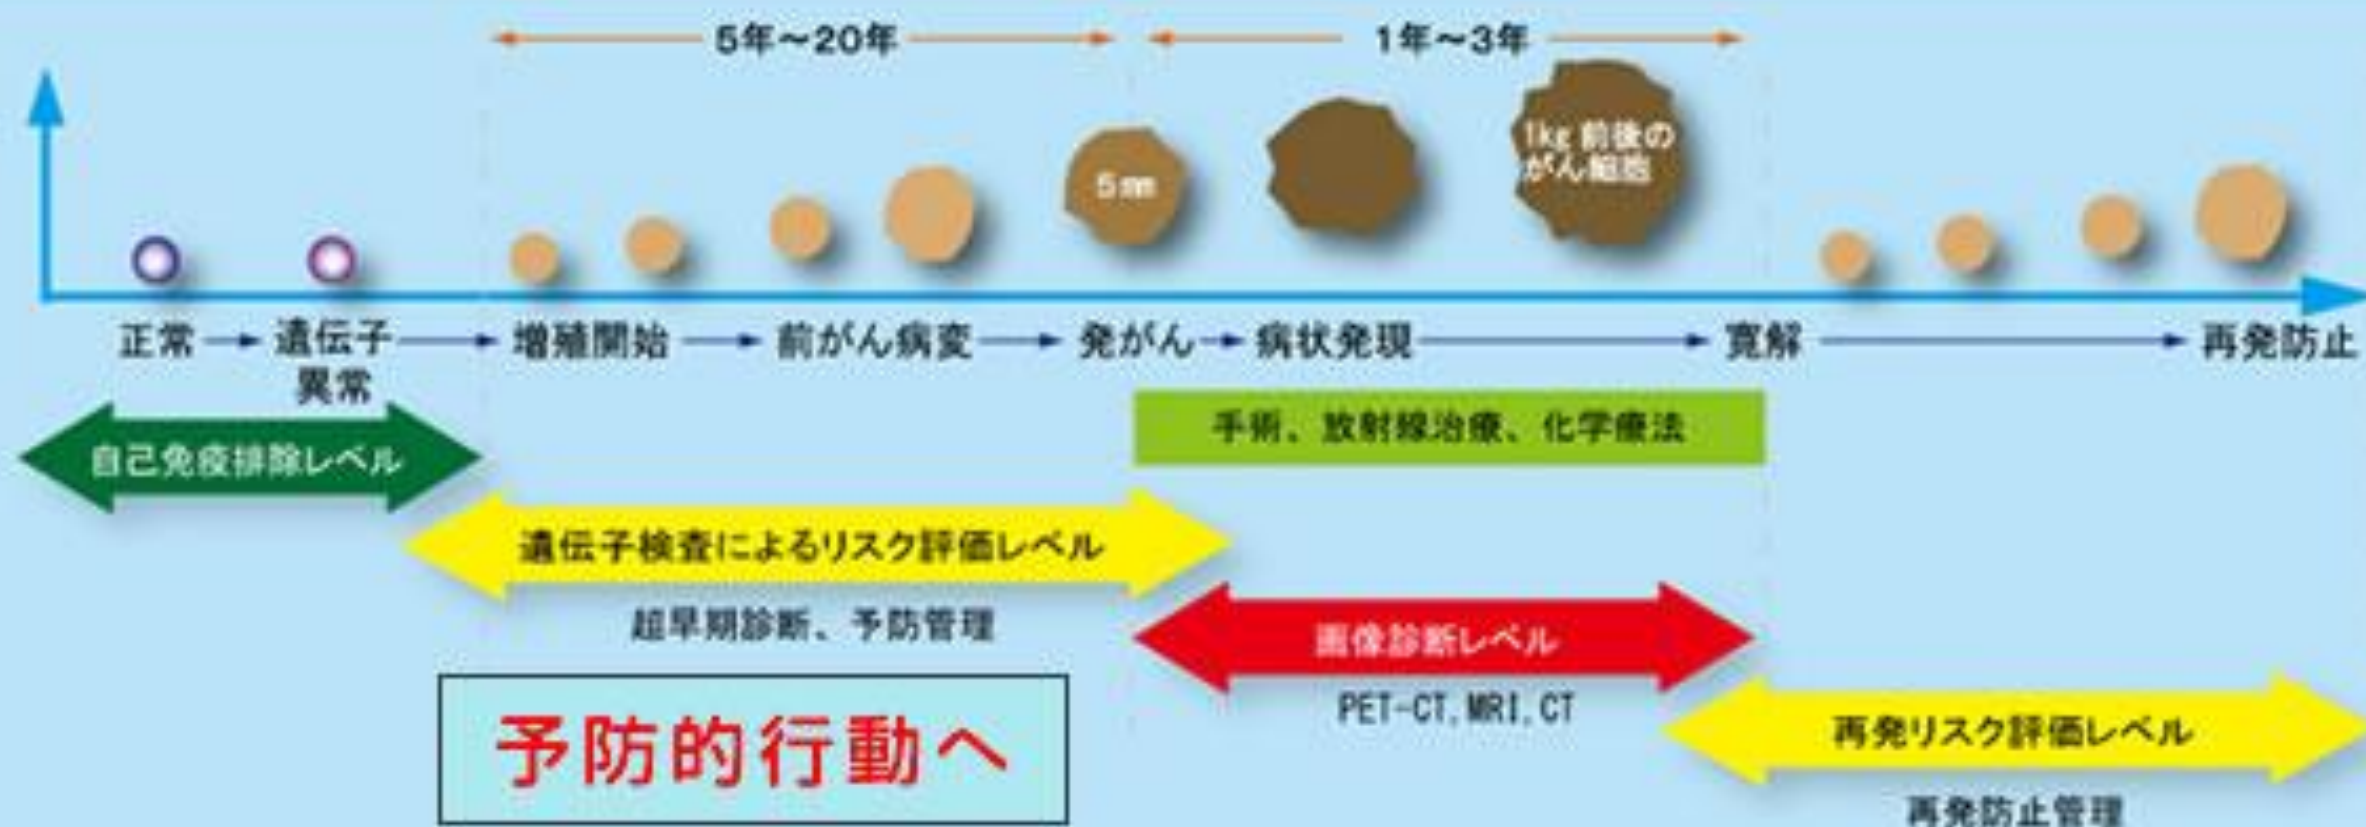 5年～20年
1年～3年
5㎜
1kg 前後の
がん細胞
正常
遺伝子
異常
増殖開始
前がん病変
発がん
病状発現
寛解
再発防止
自己免疫排除レベル
手術、放射線治療、化学療法
遺伝子検査によるリスク評価レベル
超早期診断、予防管理
画像診断レベル
PET-CT,MRI,CT
予防的行動へ
再発リスク評価レベル
再発防止管理